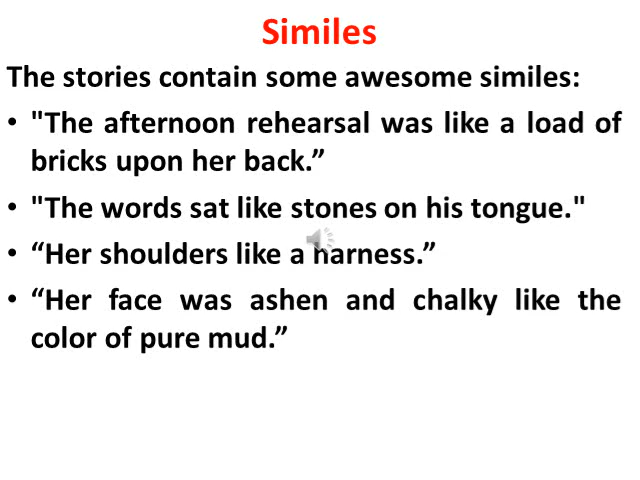 Similes
The stories contain some awesome similes:
• "The afternoon rehearsal was like a load of
bricks upon her back.”
• "The words sat like stones on his tongue."
• “Her shoulders like a harness.”
• “Her face was ashen and chalky like the
color of pure mud.”